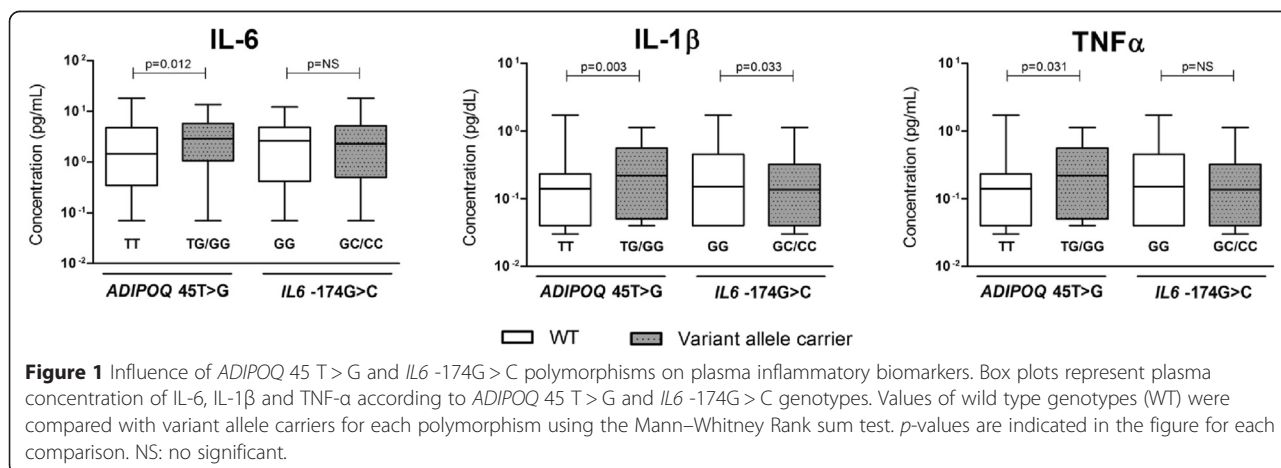 IL-6
IL-1β
TNFα
Concentration (pg/mL)
10²
10¹
10⁰
10⁻¹
10⁻²
p=0.012
p=NS
TT
TG/GG
GG
GC/CC
ADIPOQ 45T>G
IL6 -174G>C
Concentration (pg/dL)
10¹
10⁰
10⁻¹
10⁻²
p=0.003
p=0.033
TT
TG/GG
GG
GC/CC
ADIPOQ 45T>G
IL6 -174G>C
Concentration (pg/mL)
10¹
10⁰
10⁻¹
10⁻²
p=0.031
p=NS
TT
TG/GG
GG
GC/CC
ADIPOQ 45T>G
IL6 -174G>C
WT
Variant allele carrier
Figure 1 Influence of ADIPOQ 45 T > G and IL6 -174G > C polymorphisms on plasma inflammatory biomarkers. Box plots represent plasma
concentration of IL-6, IL-1β and TNF-α according to ADIPOQ 45 T > G and IL6 -174G > C genotypes. Values of wild type genotypes (WT) were
compared with variant allele carriers for each polymorphism using the Mann–Whitney Rank sum test. p-values are indicated in the figure for each
comparison. NS: no significant.